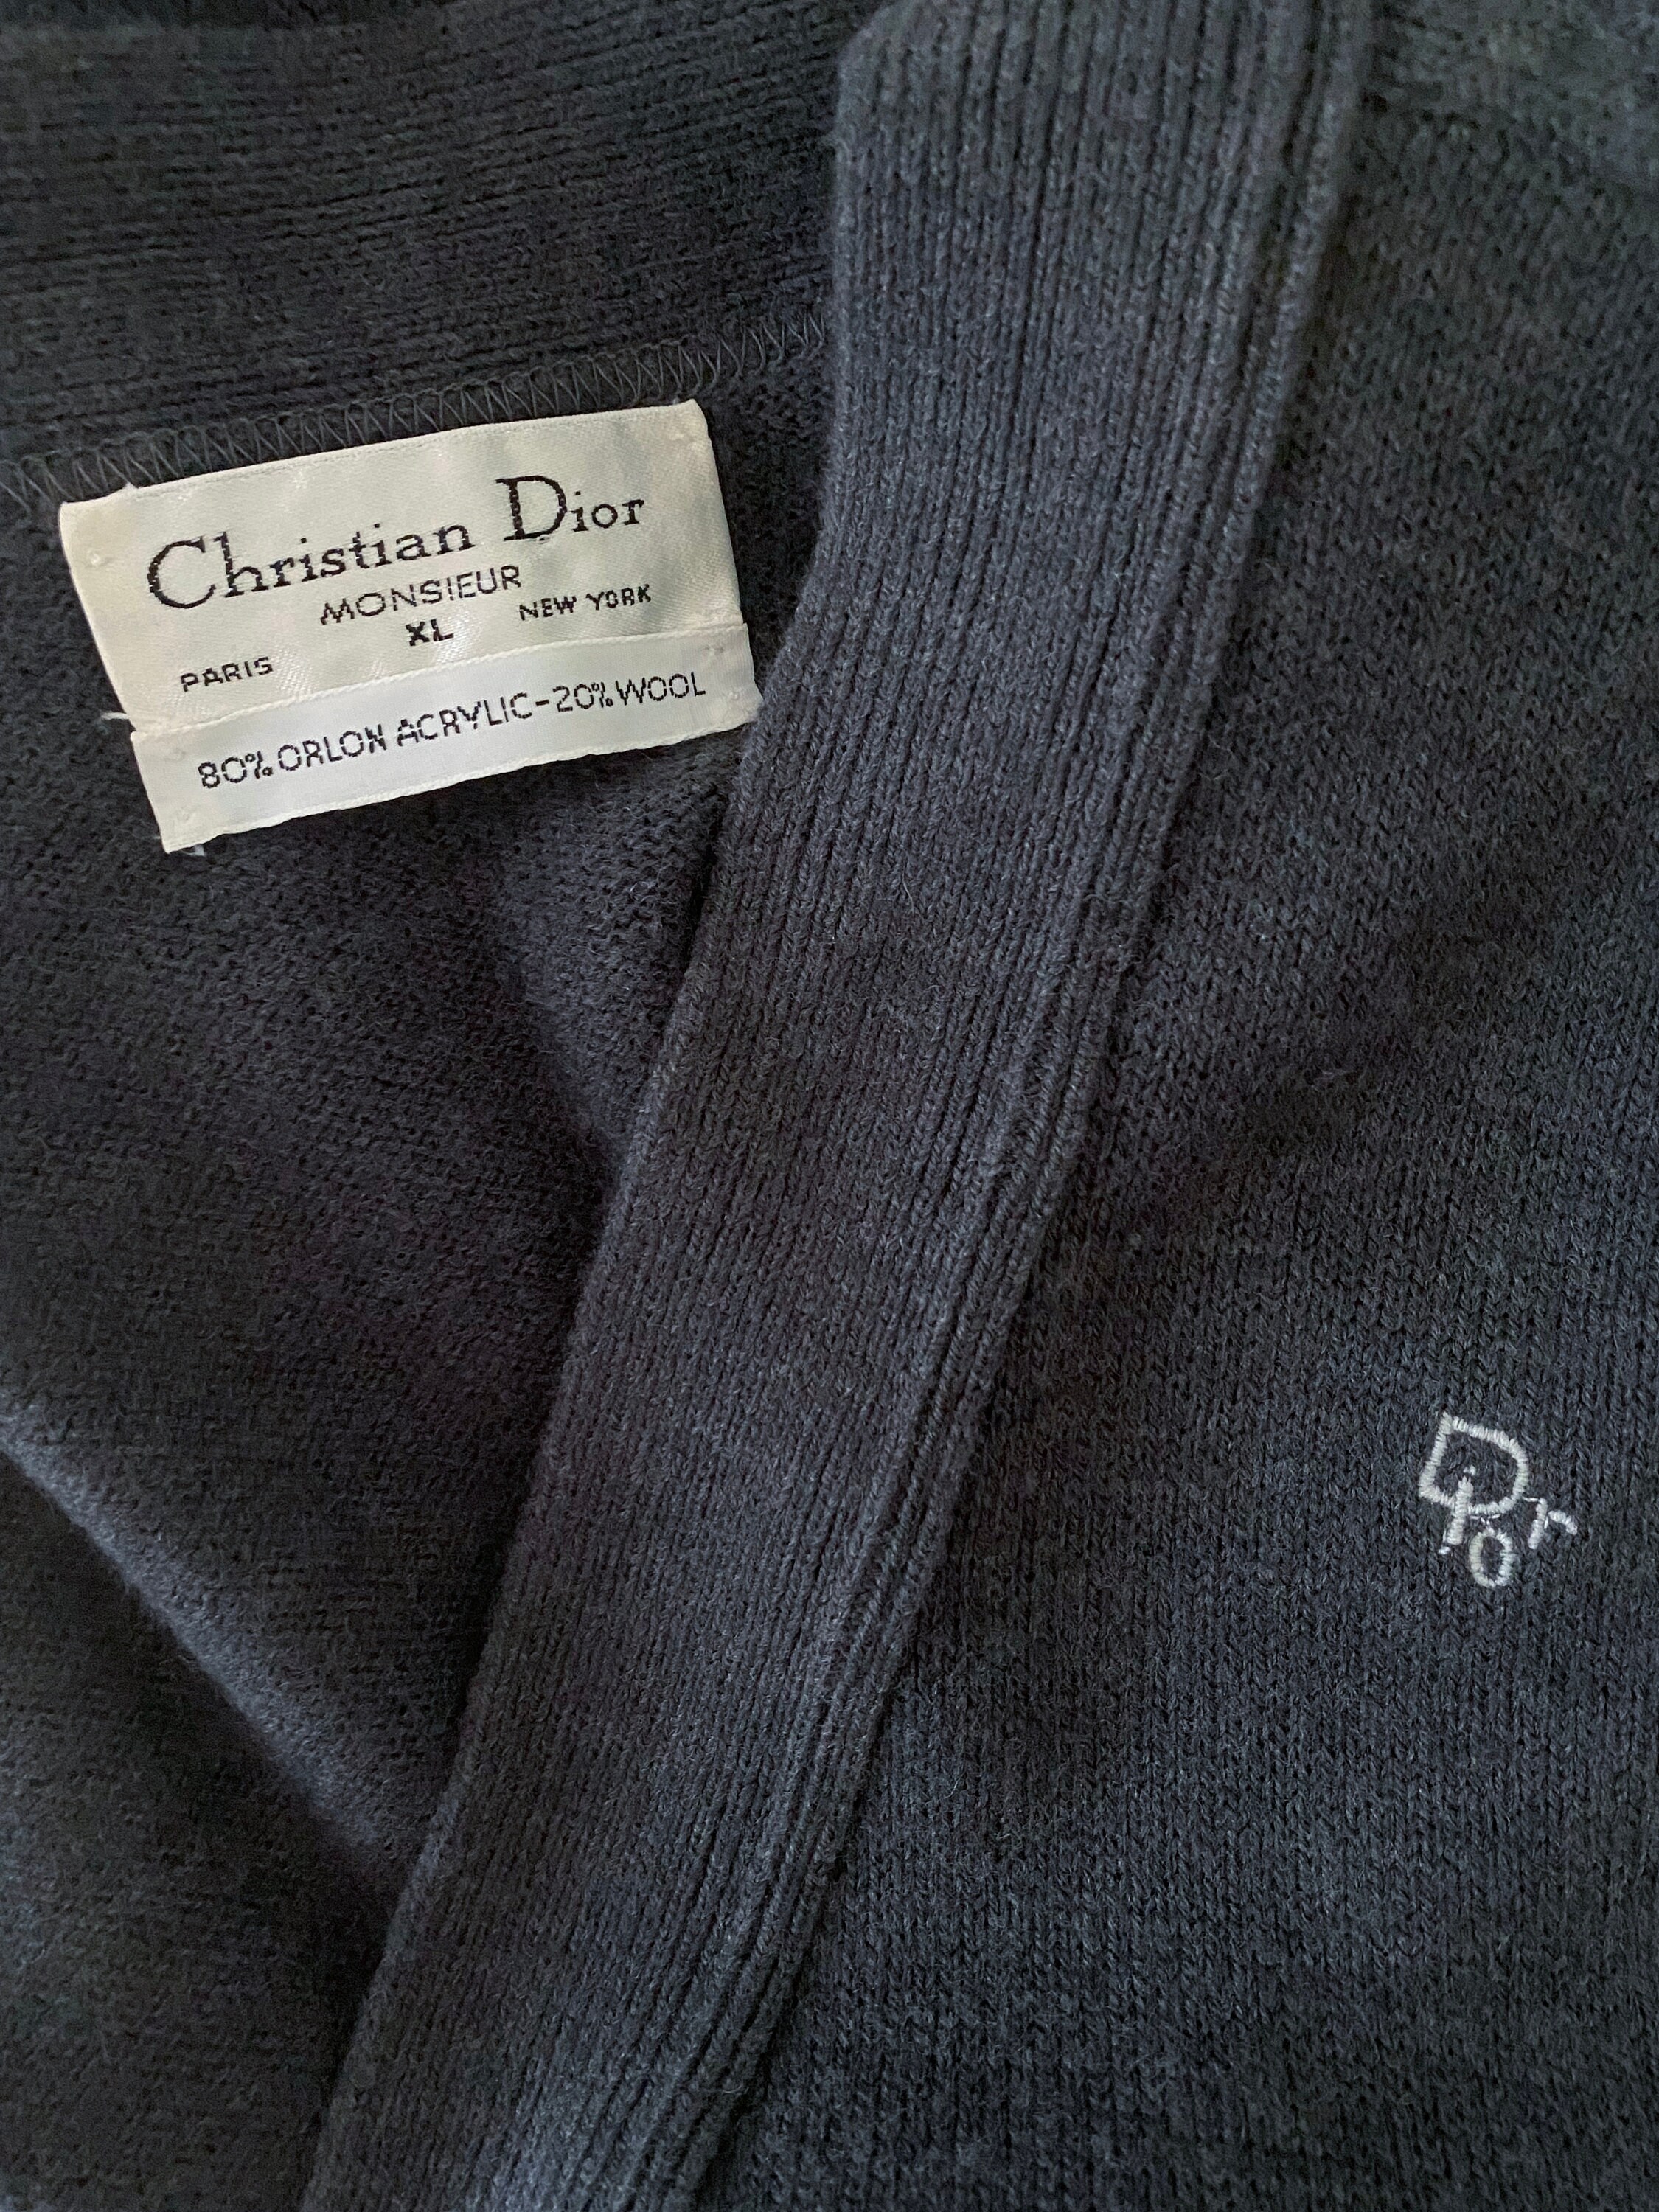 Christian Dior
MONSIEUR
PARIS XL NEW YORK
80% ORLON ACRYLIC-20% WOOL
Dior